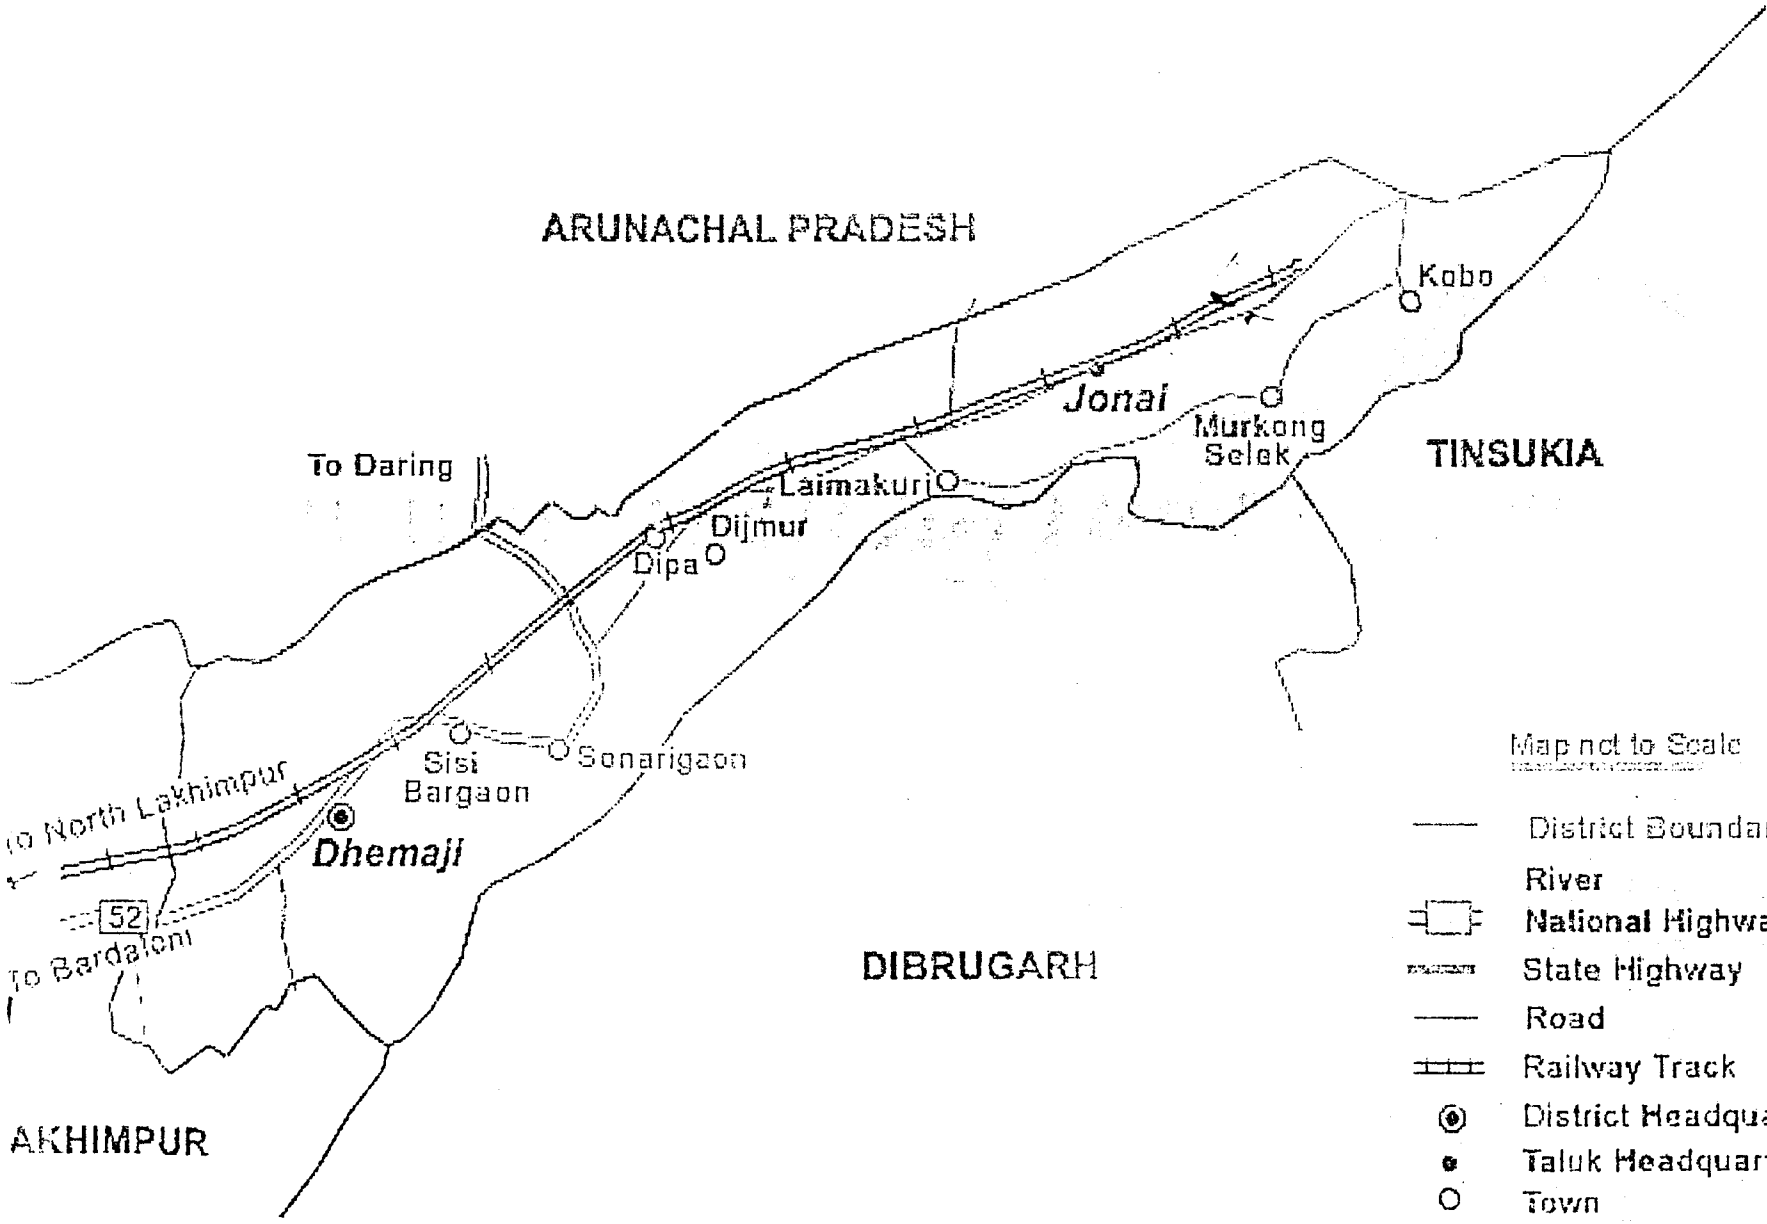 ARUNACHAL PRADESH
Kobo
Jonai
Murkong
Selek
TINSUKIA
To Daring
Laimakuri
Dijmur
Dipa
Sisi
Bargaon
Sonarigaon
To North Lakhimpur
Dhemaji
52
To Bardaloni
DIBRUGARH
AKHIMPUR
Map not to Scale
District Boundar
River
National Highwa
State Highway
Road
Railway Track
District Headqua
Taluk Headquar
Town